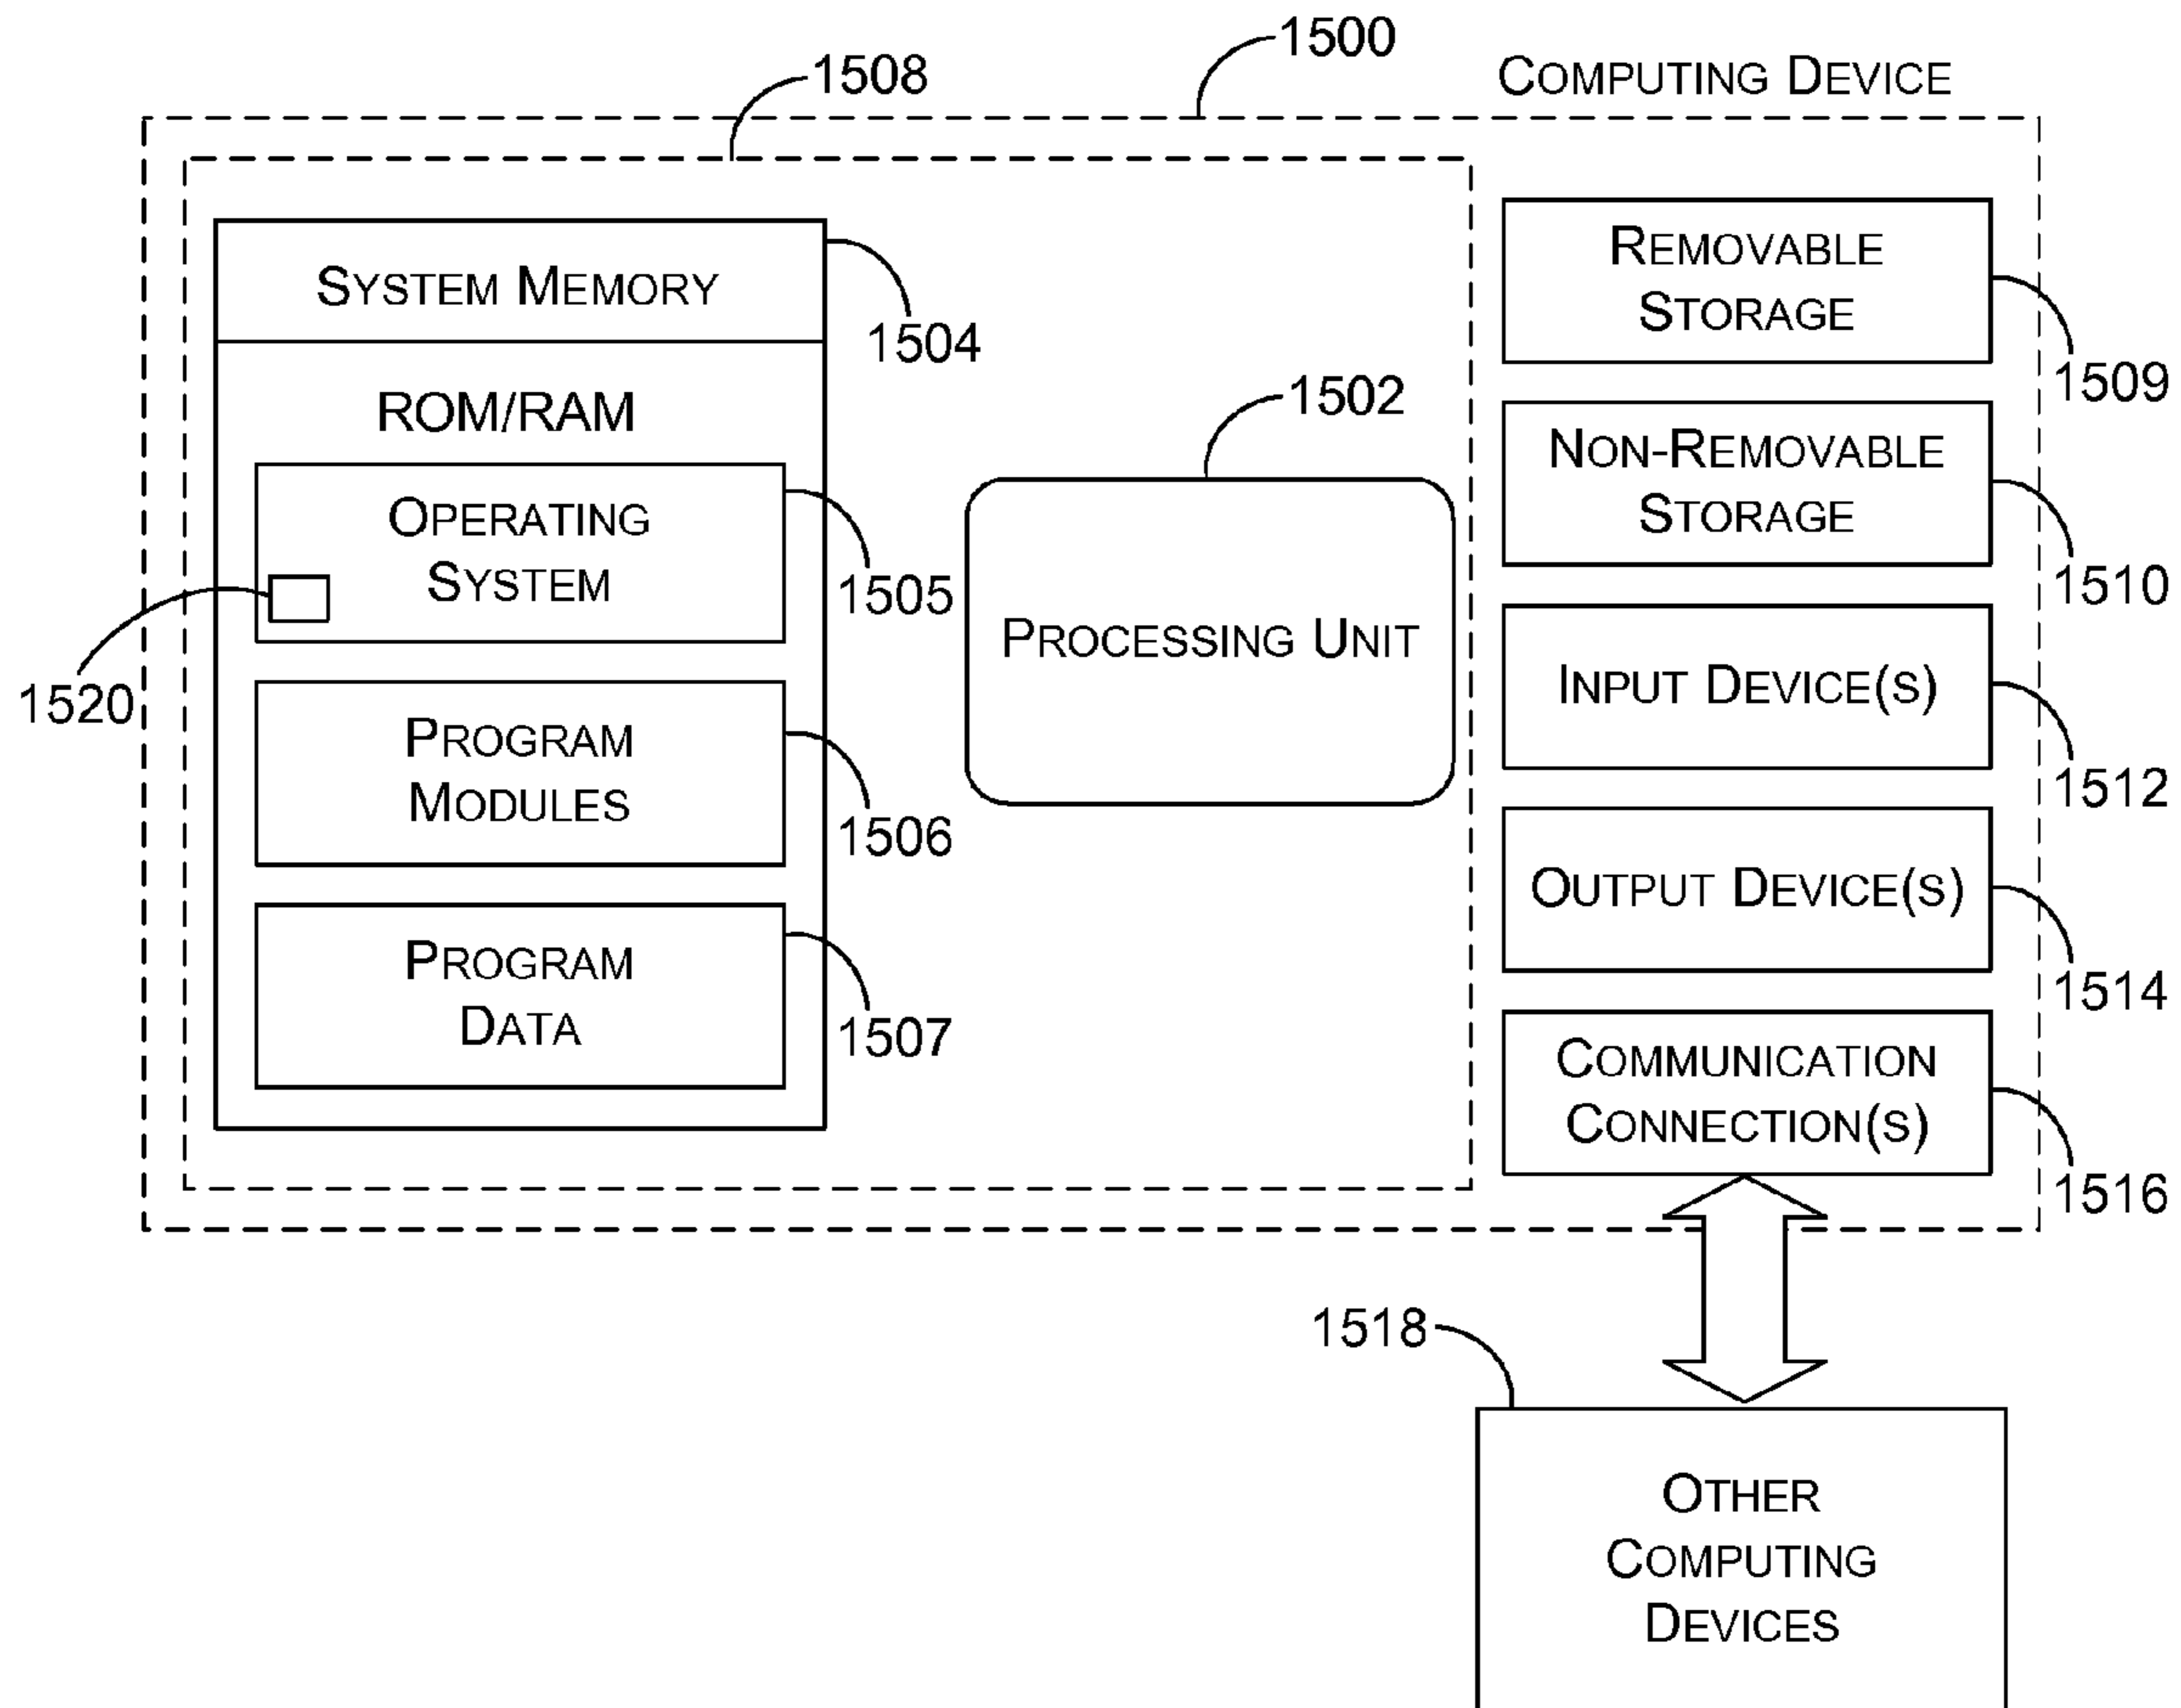 1500
COMPUTING DEVICE
1508
SYSTEM MEMORY
1504
ROM/RAM
OPERATING
SYSTEM
1505
1520
PROGRAM
MODULES
1506
PROGRAM
DATA
1507
1502
PROCESSING UNIT
REMOVABLE
STORAGE
1509
NON-REMOVABLE
STORAGE
1510
INPUT DEVICE(S)
1512
OUTPUT DEVICE(S)
1514
COMMUNICATION
CONNECTION(S)
1516
1518
OTHER
COMPUTING
DEVICES